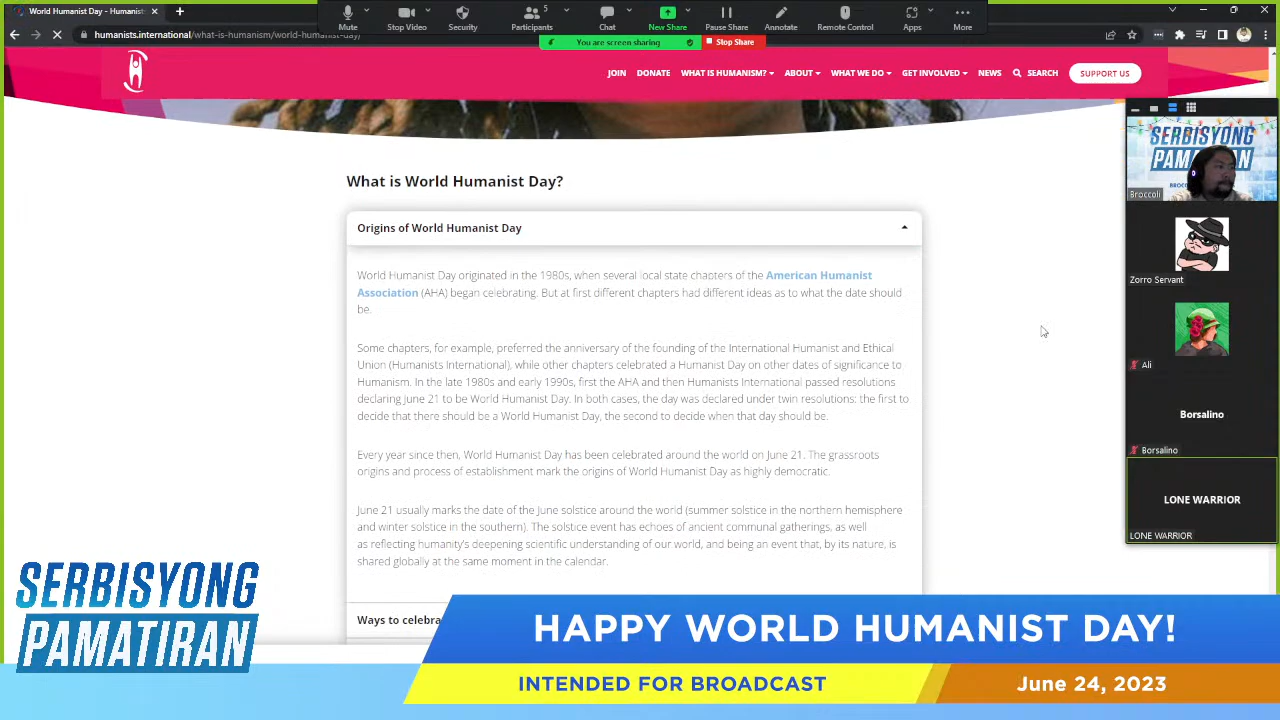 World Humanist Day - Humanists
Mute
Stop Video
Security
Participants
5
Chat
New Share
Pause Share
Annotate
Remote Control
Apps
More
You are screen sharing
Stop Share
humanists.international/what-is-humanism/world-humanist-day/
JOIN
DONATE
WHAT IS HUMANISM?
ABOUT
WHAT WE DO
GET INVOLVED
NEWS
SEARCH
SUPPORT US
What is World Humanist Day?
Origins of World Humanist Day
World Humanist Day originated in the 1980s, when several local state chapters of the American Humanist
Association (AHA) began celebrating. But at first different chapters had different ideas as to what the date should
be.
Some chapters, for example, preferred the anniversary of the founding of the International Humanist and Ethical
Union (Humanists International), while other chapters celebrated a Humanist Day on other dates of significance to
Humanism. In the late 1980s and early 1990s, first the AHA and then Humanists International passed resolutions
declaring June 21 to be World Humanist Day. In both cases, the day was declared under twin resolutions: the first to
decide that there should be a World Humanist Day, the second to decide when that day should be.
Every year since then, World Humanist Day has been celebrated around the world on June 21. The grassroots
origins and process of establishment mark the origins of World Humanist Day as highly democratic.
June 21 usually marks the date of the June solstice around the world (summer solstice in the northern hemisphere
and winter solstice in the southern). The solstice event has echoes of ancient communal gatherings, as well
as reflecting humanity's deepening scientific understanding of our world, and being an event that, by its nature, is
shared globally at the same moment in the calendar.
Ways to celebra
SERBISYONG
PAMATIRAN
Broccoli
Zorro Servant
Ali
Borsalino
Borsalino
LONE WARRIOR
LONE WARRIOR
SERBISYONG
PAMATIRAN
HAPPY WORLD HUMANIST DAY!
INTENDED FOR BROADCAST
June 24, 2023